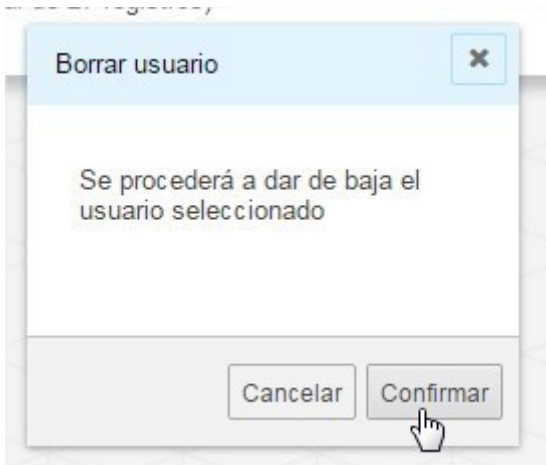 Borrar usuario
Se procederá a dar de baja el
usuario seleccionado
Cancelar Confirmar